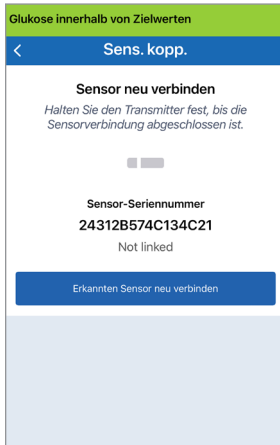 Glukose innerhalb von Zielwerten
Sens. kopp.
Sensor neu verbinden
Halten Sie den Transmitter fest, bis die
Sensorverbindung abgeschlossen ist.
Sensor-Seriennummer
24312B574C134C21
Not linked
Erkannten Sensor neu verbinden